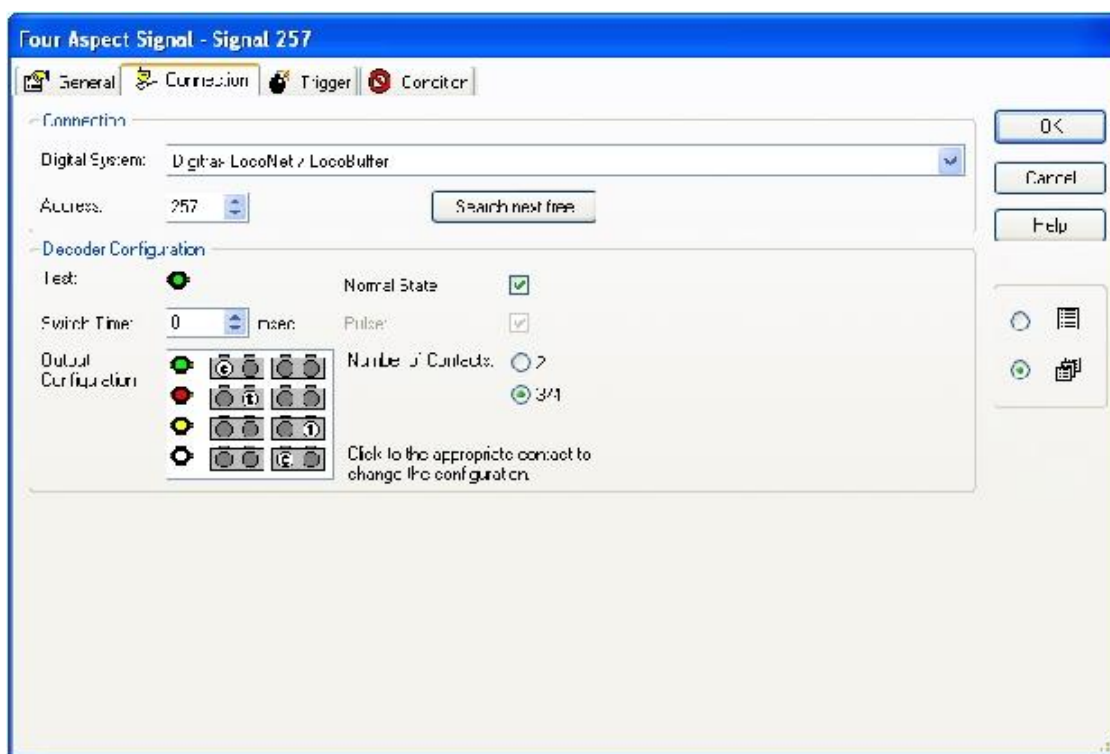 Four Aspect Signal - Signal 257
General Connection Trigger Condition
Connection
Digital System: Digitrax LocoNet / LocoBuffer
Address: 257 Search next free
OK
Cancel
Help
Decoder Configuration
Test: Normal State
Switch Time: 0 msec Pulse:
Output Configuration
Number of Contacts: 2
3/4
Click to the appropriate contact to
change the configuration.